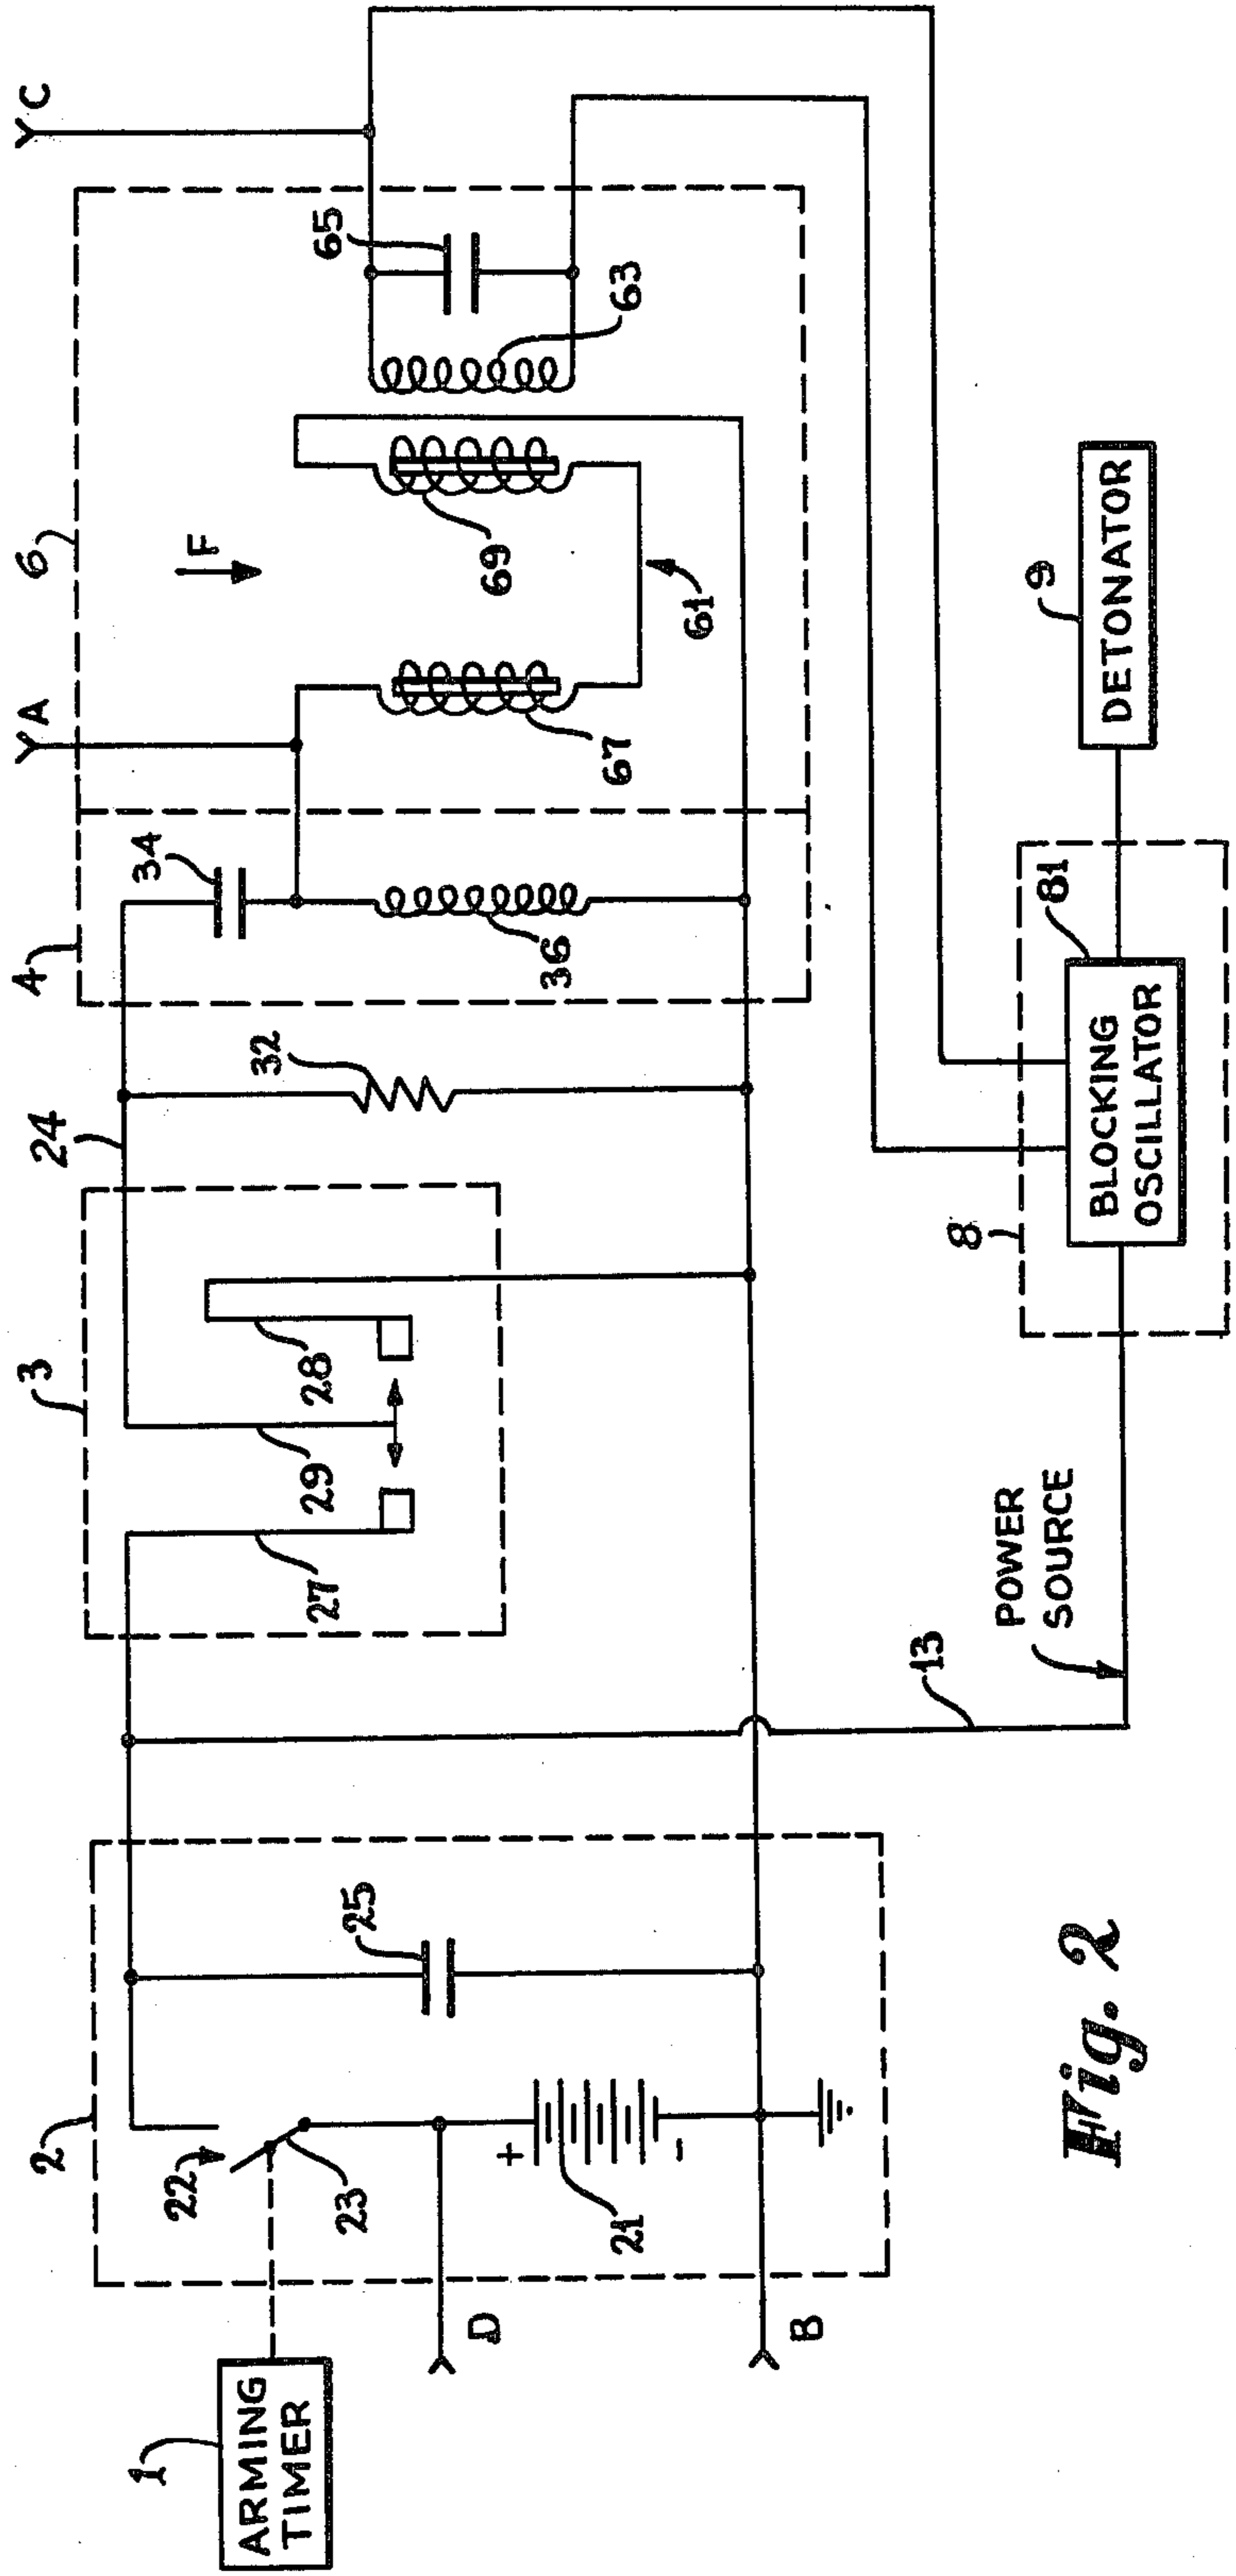 1
ARMING
TIMER
2
22
23
21
+
-
25
D
B
3
27
29
28
24
32
4
34
36
6
A
F
67
69
61
65
63
C
13
POWER
SOURCE
8
81
BLOCKING
OSCILLATOR
9
DETONATOR
Fig. 2